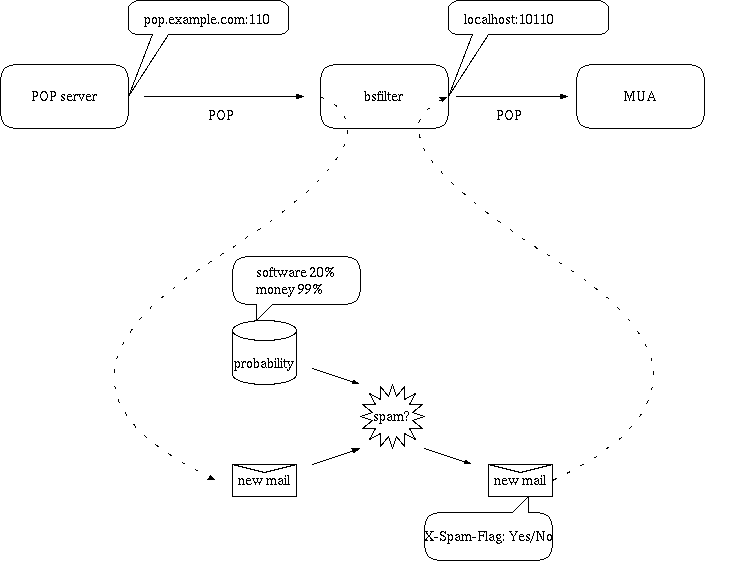 pop.example.com:110
localhost:10110
POP server
bsfilter
MUA
POP
POP
software 20%
money 99%
probability
spam?
new mail
new mail
X-Spam-Flag: Yes/No